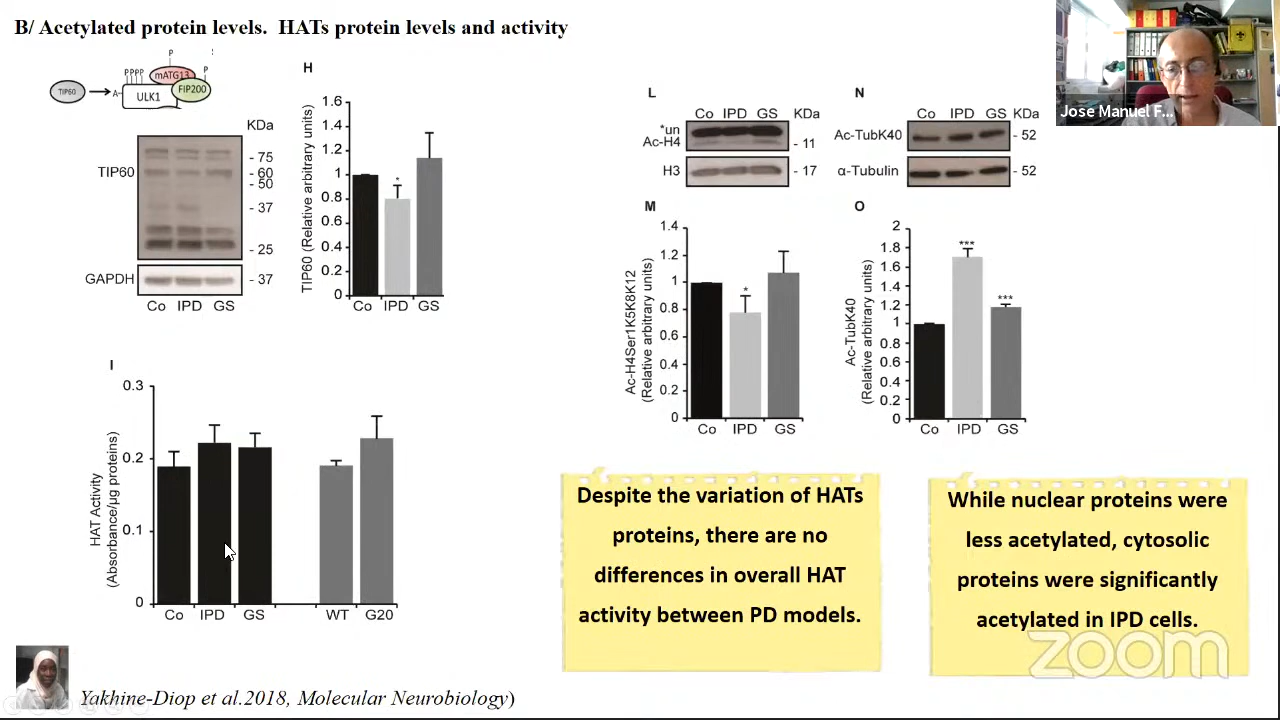 B/ Acetylated protein levels.  HATs protein levels and activity
P
PPPP
mATG13
P
TIP60
A
ULK1
FIP200
KDa
TIP60
- 75
- 60
- 50
- 37
- 25
GAPDH
- 37
Co IPD GS
H
TIP60 (Relative arbitrary units)
1.6
1.4
1.2
1
0.8
0.6
0.4
0.2
0
*
Co IPD GS
I
HAT Activity
(Absorbance/µg proteins)
0.3
0.2
0.1
0
Co IPD GS WT G20
L
Co IPD GS KDa
*un
Ac-H4
- 11
H3
- 17
N
Co IPD GS KDa
Ac-TubK40
- 52
α-Tubulin
- 52
M
Ac-H4Ser1K5K8K12
(Relative arbitrary units)
1.4
1.2
1
0.8
0.6
0.4
0.2
0
*
Co IPD GS
O
Ac-TubK40
(Relative arbitrary units)
2
1.8
1.6
1.4
1.2
1
0.8
0.6
0.4
0.2
0
***
***
Co IPD GS
Despite the variation of HATs
proteins, there are no
differences in overall HAT
activity between PD models.
While nuclear proteins were
less acetylated, cytosolic
proteins were significantly
acetylated in IPD cells.
Yakhine-Diop et al.2018, Molecular Neurobiology)
Jose Manuel F...
zoom